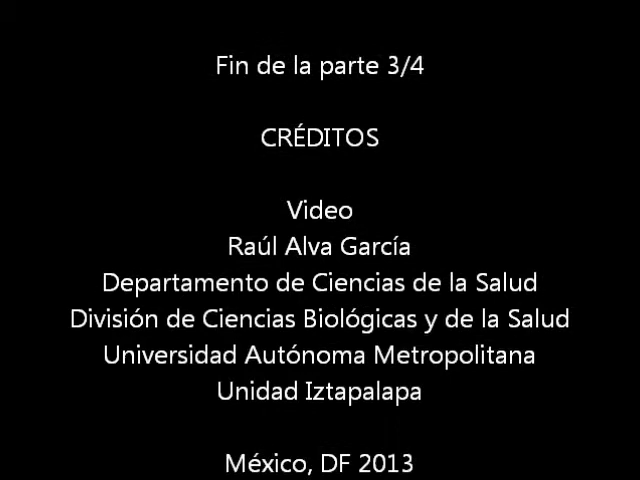 Fin de la parte 3/4
CRÉDITOS
Video
Raúl Alva García
Departamento de Ciencias de la Salud
División de Ciencias Biológicas y de la Salud
Universidad Autónoma Metropolitana
Unidad Iztapalapa
México, DF 2013